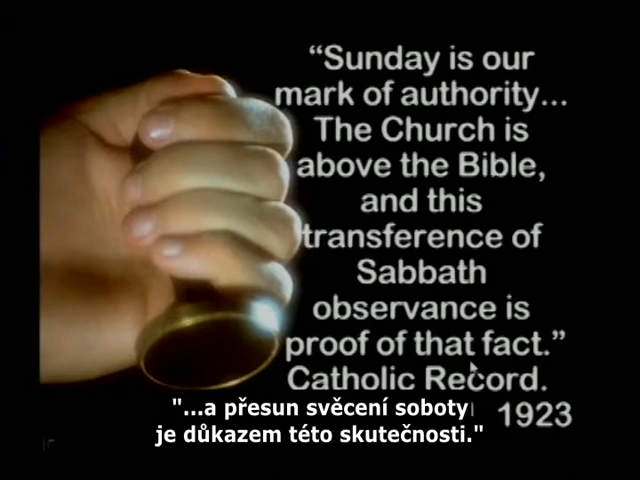 “Sunday is our
mark of authority...
The Church is
above the Bible,
and this
transference of
Sabbath
observance is
proof of that fact.”
Catholic Record.
1923
"...a přesun svěcení soboty
je důkazem této skutečnosti."